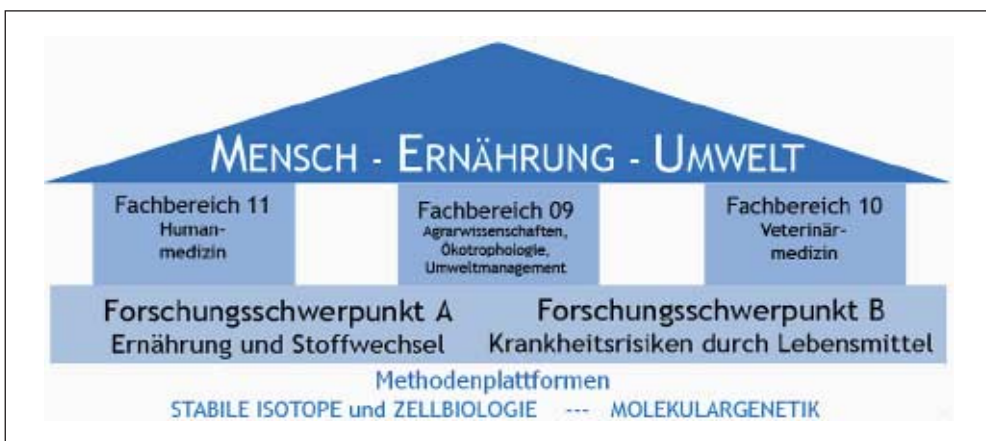 MENSCH - ERNÄHRUNG - UMWELT
Fachbereich 11
Human-
medizin
Fachbereich 09
Agrarwissenschaften,
Ökotrophologie,
Umweltmanagement
Fachbereich 10
Veterinär-
medizin
Forschungsschwerpunkt A
Ernährung und Stoffwechsel
Forschungsschwerpunkt B
Krankheitsrisiken durch Lebensmittel
Methodenplattformen
STABILE ISOTOPE und ZELLBIOLOGIE --- MOLEKULARGENETIK